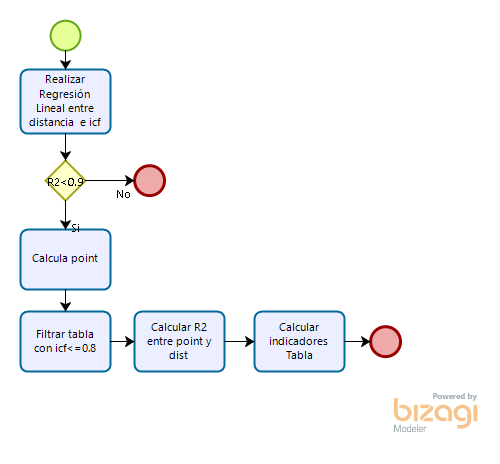 Realizar
Regresión
Lineal entre
distancia e icf
R2<0.9
No
Si
Calcula point
Filtrar tabla
con icf<=0.8
Calcular R2
entre point y
dist
Calcular
indicadores
Tabla
Powered by
bizagi
Modeler